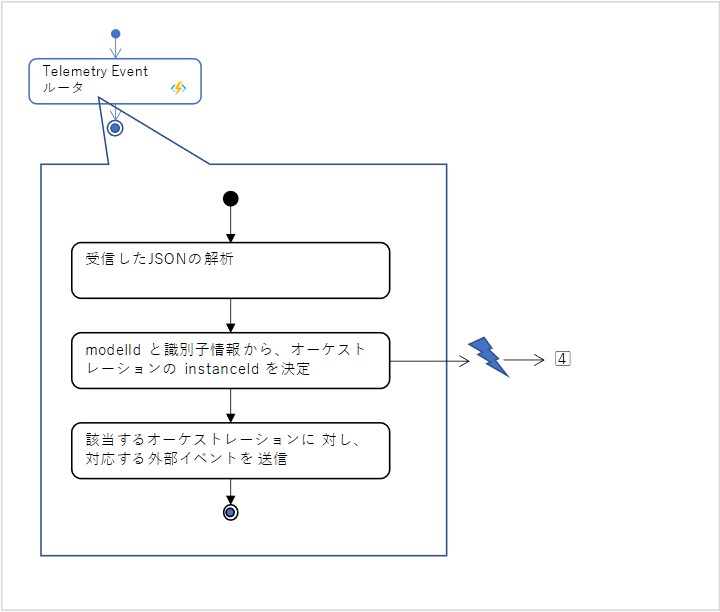 Telemetry Event
ルータ
受信したJSONの解析
modelId と識別子情報から、オーケスト
レーションの instanceId を決定
4
該当するオーケストレーションに 対し、
対応する外部イベントを 送信